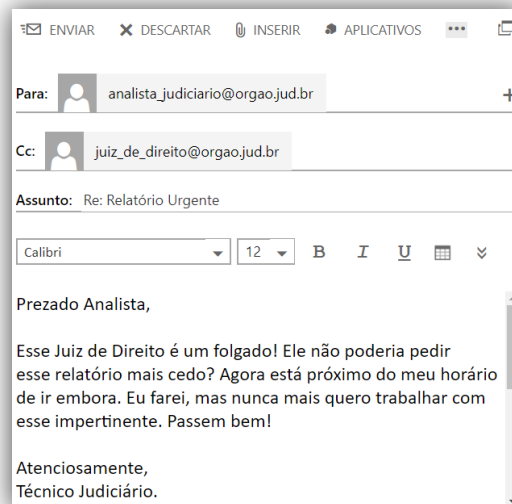 ENVIAR DESCARTAR INSERIR APLICATIVOS
Para: analista_judiciario@orgao.jud.br
Cc: juiz_de_direito@orgao.jud.br
Assunto: Re: Relatório Urgente
Calibri 12 B I U
Prezado Analista,
Esse Juiz de Direito é um folgado! Ele não poderia pedir
esse relatório mais cedo? Agora está próximo do meu horário
de ir embora. Eu farei, mas nunca mais quero trabalhar com
esse impertinente. Passem bem!
Atenciosamente,
Técnico Judiciário.